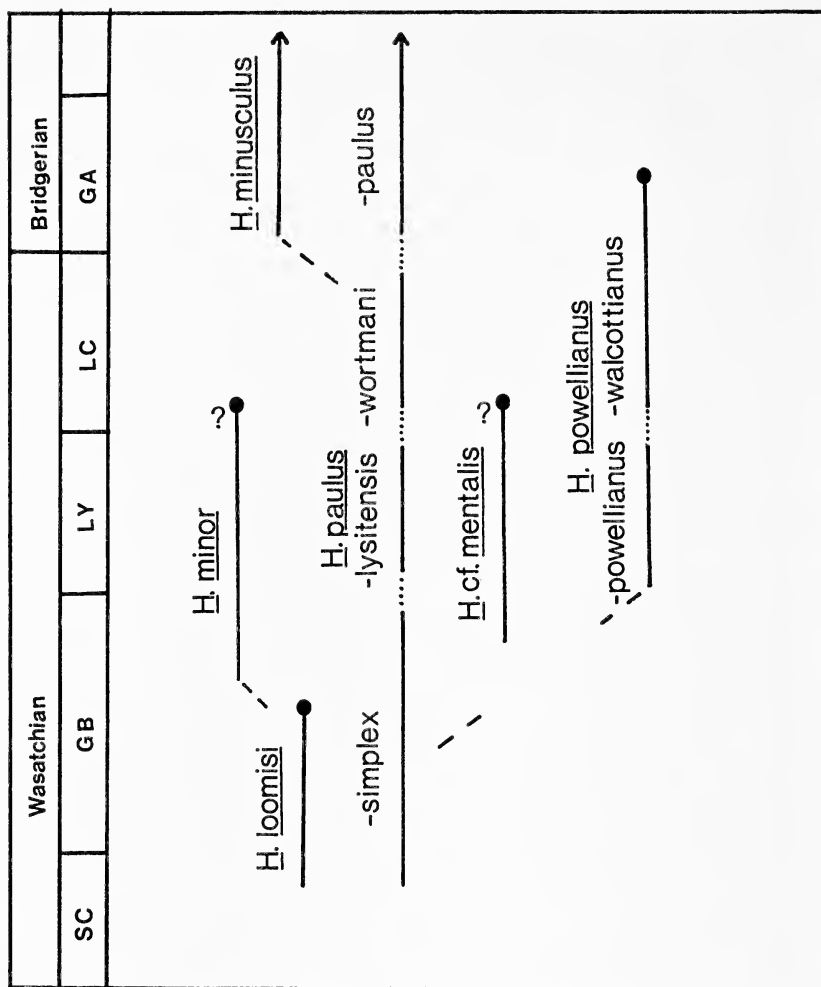 Wasatchian
Bridgerian
SC
GB
LY
LC
GA
H. loomisi
H. minor
?
H. minusculus
H. paulus
-simplex
-lysitensis
-wortmani
-paulus
H. cf. mentalis
?
H. powellianus
-powellianus
-walcottianus